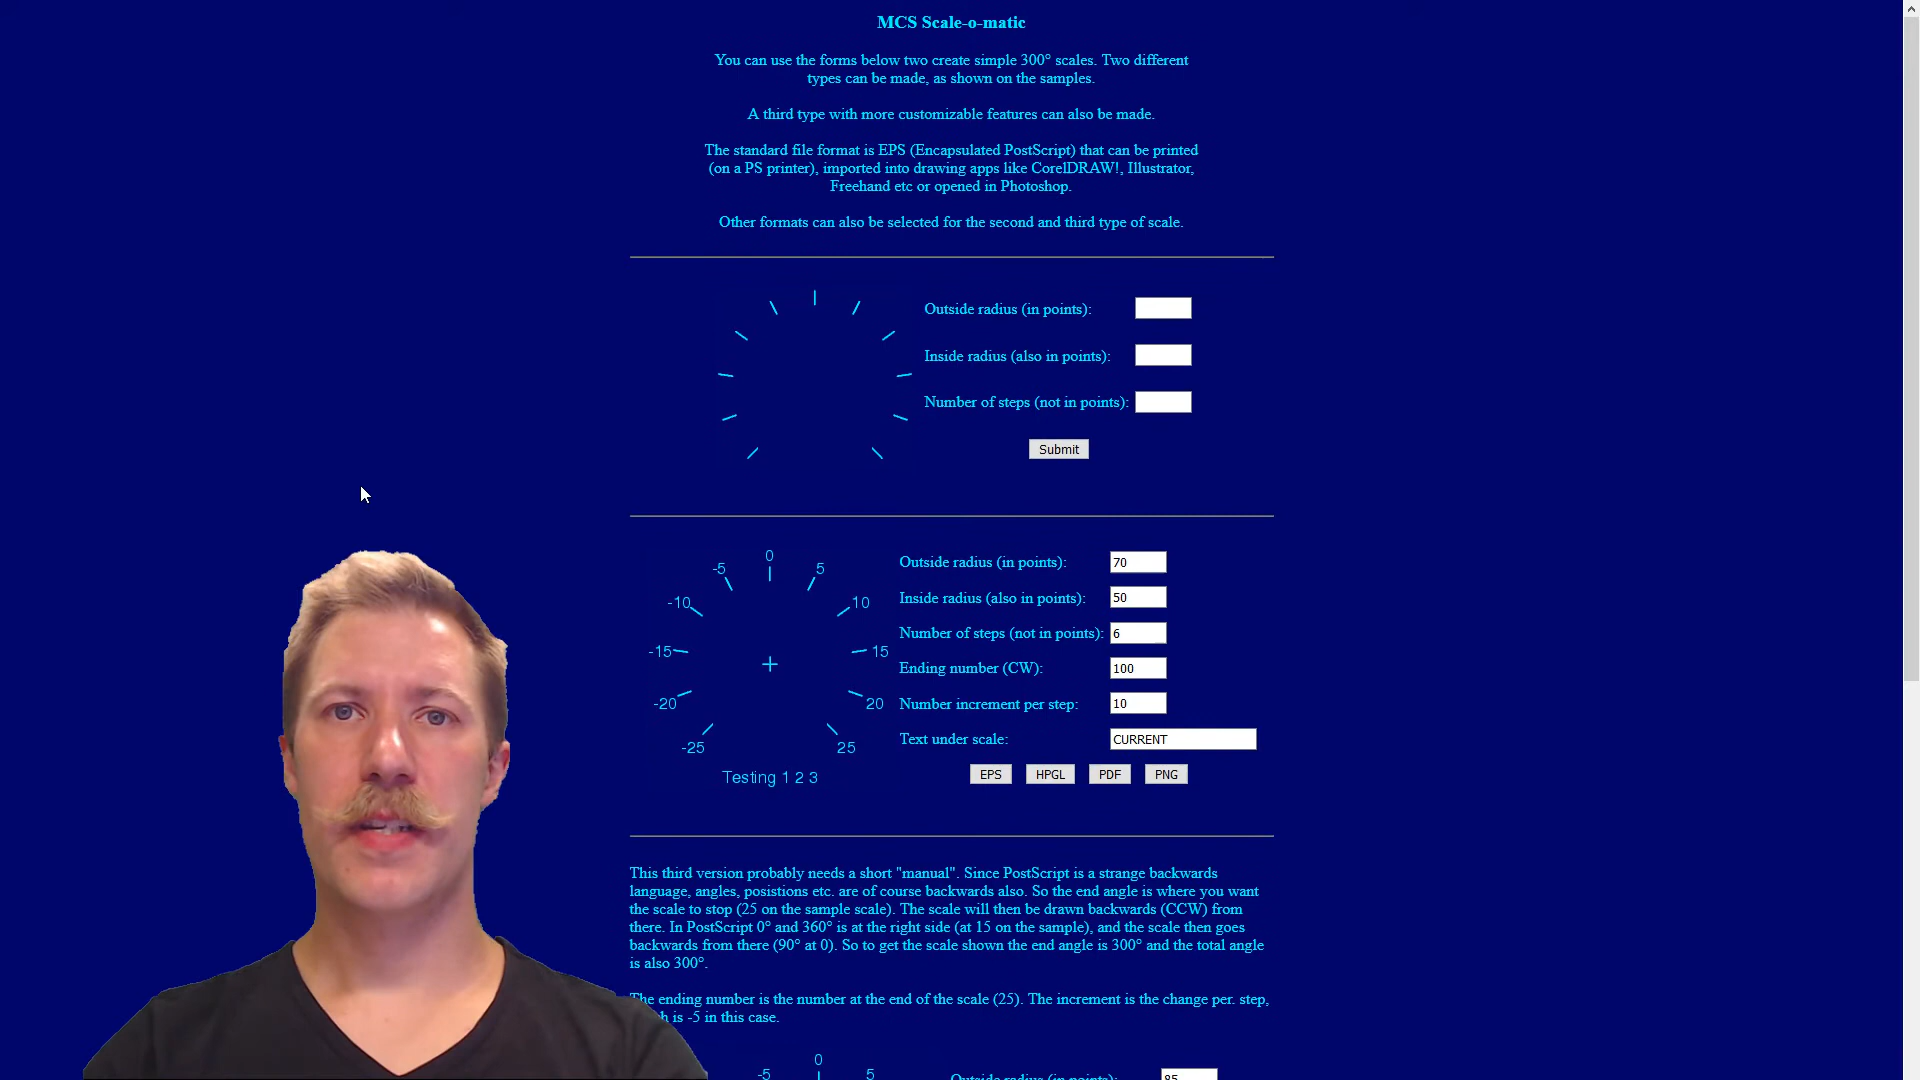 MCS Scale-o-matic
You can use the forms below two create simple 300° scales. Two different
types can be made, as shown on the samples.
A third type with more customizable features can also be made.
The standard file format is EPS (Encapsulated PostScript) that can be printed
(on a PS printer), imported into drawing apps like CorelDRAW!, Illustrator,
Freehand etc or opened in Photoshop.
Other formats can also be selected for the second and third type of scale.
Outside radius (in points):
Inside radius (also in points):
Number of steps (not in points):
Submit
0
-5 5
-10 10
-15 15
-20 20
-25 25
Testing 1 2 3
Outside radius (in points): 70
Inside radius (also in points): 50
Number of steps (not in points): 6
Ending number (CW): 100
Number increment per step: 10
Text under scale: CURRENT
EPS HPGL PDF PNG
This third version probably needs a short "manual". Since PostScript is a strange backwards
language, angles, posistions etc. are of course backwards also. So the end angle is where you want
the scale to stop (25 on the sample scale). The scale will then be drawn backwards (CCW) from
there. In PostScript 0° and 360° is at the right side (at 15 on the sample), and the scale then goes
backwards from there (90° at 0). So to get the scale shown the end angle is 300° and the total angle
is also 300°.
The ending number is the number at the end of the scale (25). The increment is the change per. step,
is -5 in this case.
0
-5 5
Outside radius (in points): 85